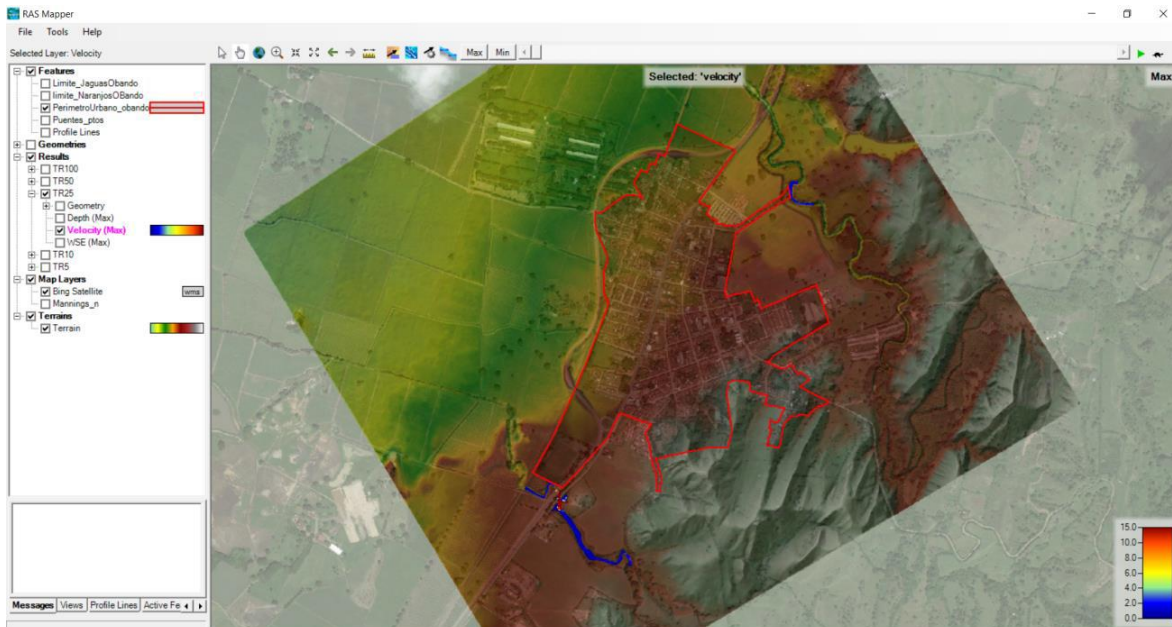 RAS Mapper
File Tools Help
Selected Layer: Velocity
Max Min
Features
Limite_JaguasObando
limite_NaranjosOBando
PerimetroUrbano_obando
Puentes_ptos
Profile Lines
Geometries
Results
TR100
TR50
TR25
Geometry
Depth (Max)
Velocity (Max)
WSE (Max)
TR10
TR5
Map Layers
Bing Satellite
wms
Mannings_n
Terrains
Terrain
Messages Views Profile Lines Active Fe
Selected: 'velocity'
Max
15.0
10.0
8.0
6.0
4.0
2.0
0.0